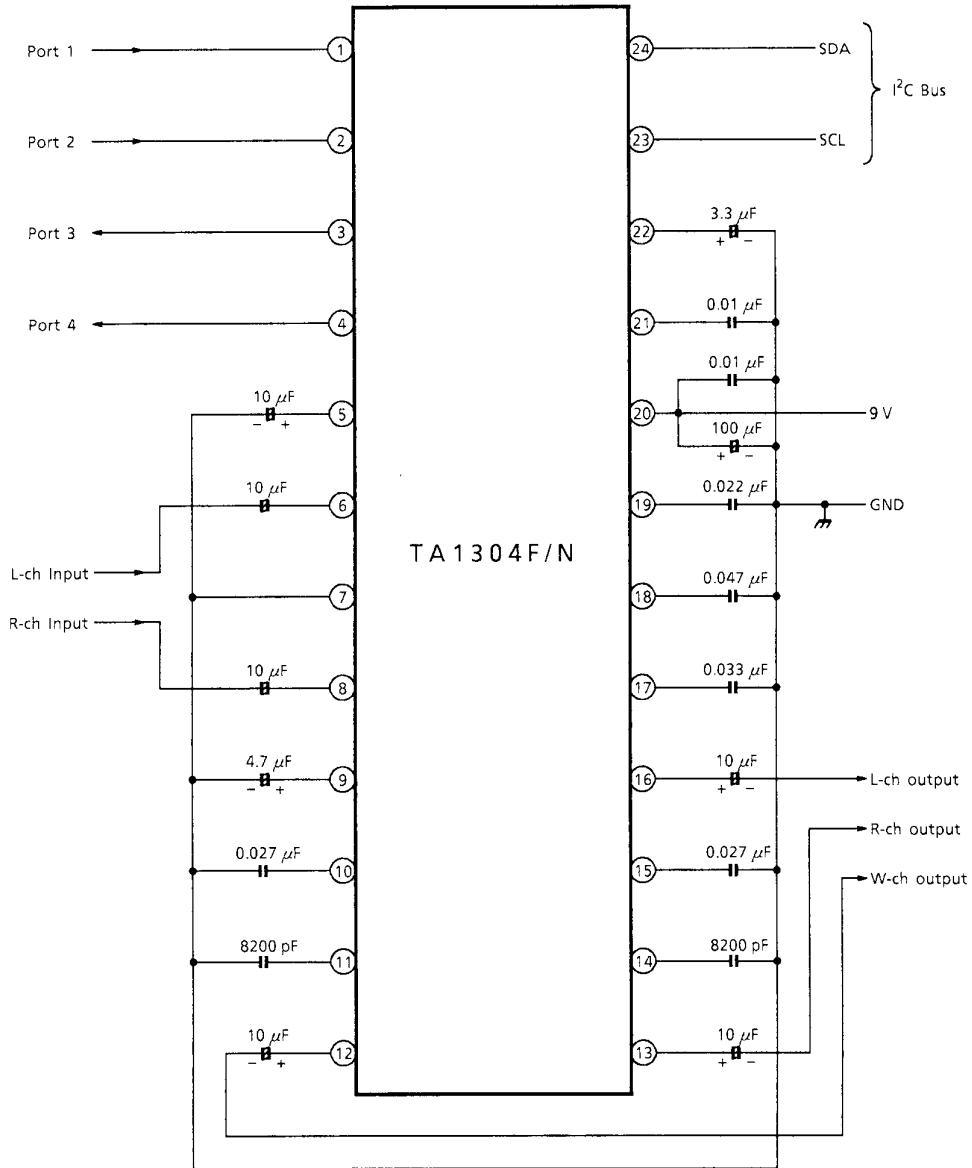 Port 1
1
24
SDA
I²C Bus
Port 2
2
23
SCL
Port 3
3
22
3.3 μF
+ −
Port 4
4
21
0.01 μF
0.01 μF
10 μF
− +
5
20
9 V
100 μF
+ −
10 μF
6
19
0.022 μF
GND
TA1304F/N
L-ch Input
7
18
0.047 μF
R-ch Input
10 μF
8
17
0.033 μF
4.7 μF
− +
9
16
10 μF
+ −
L-ch output
R-ch output
0.027 μF
10
15
0.027 μF
W-ch output
8200 pF
11
14
8200 pF
10 μF
− +
12
13
10 μF
+ −